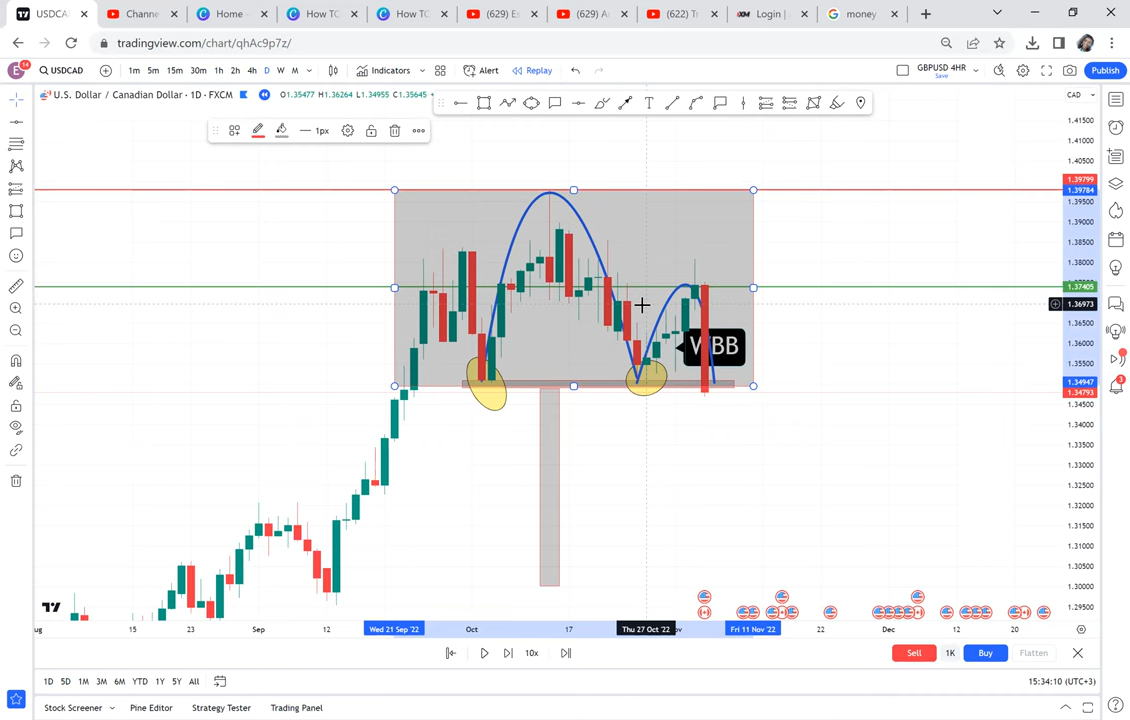 USDCA
Channe
Home -
How TC
How TC
(629) Es
(629) Ar
(622) Tr
Login |
money
tradingview.com/chart/qhAc9p7z/
E 14
USDCAD
1m 5m 15m 30m 1h 2h 4h D W M
Indicators
Alert
Replay
GBPUSD 4HR
Save
Publish
U.S. Dollar / Canadian Dollar · 1D · FXCM
O1.35477 H1.36264 L1.34955 C1.35645
T
CAD
1px
1.41500
1.41000
1.40500
1.39799
1.39784
1.39500
1.39000
1.38500
1.38000
1.37405
1.36973
1.36500
1.36000
WBB
1.35500
1.34947
1.34793
1.34500
1.34000
1.33500
1.33000
1.32500
1.32000
1.31500
1.31000
1.30500
1.30000
1.29500
3
ug 15 23 Sep 12 Wed 21 Sep '22 Oct 17 Thu 27 Oct '22 ov Fri 11 Nov '22 22 Dec 12 20
10x
Sell 1K Buy Flatten
1D 5D 1M 3M 6M YTD 1Y 5Y All
15:34:10 (UTC+3)
Stock Screener
Pine Editor
Strategy Tester
Trading Panel